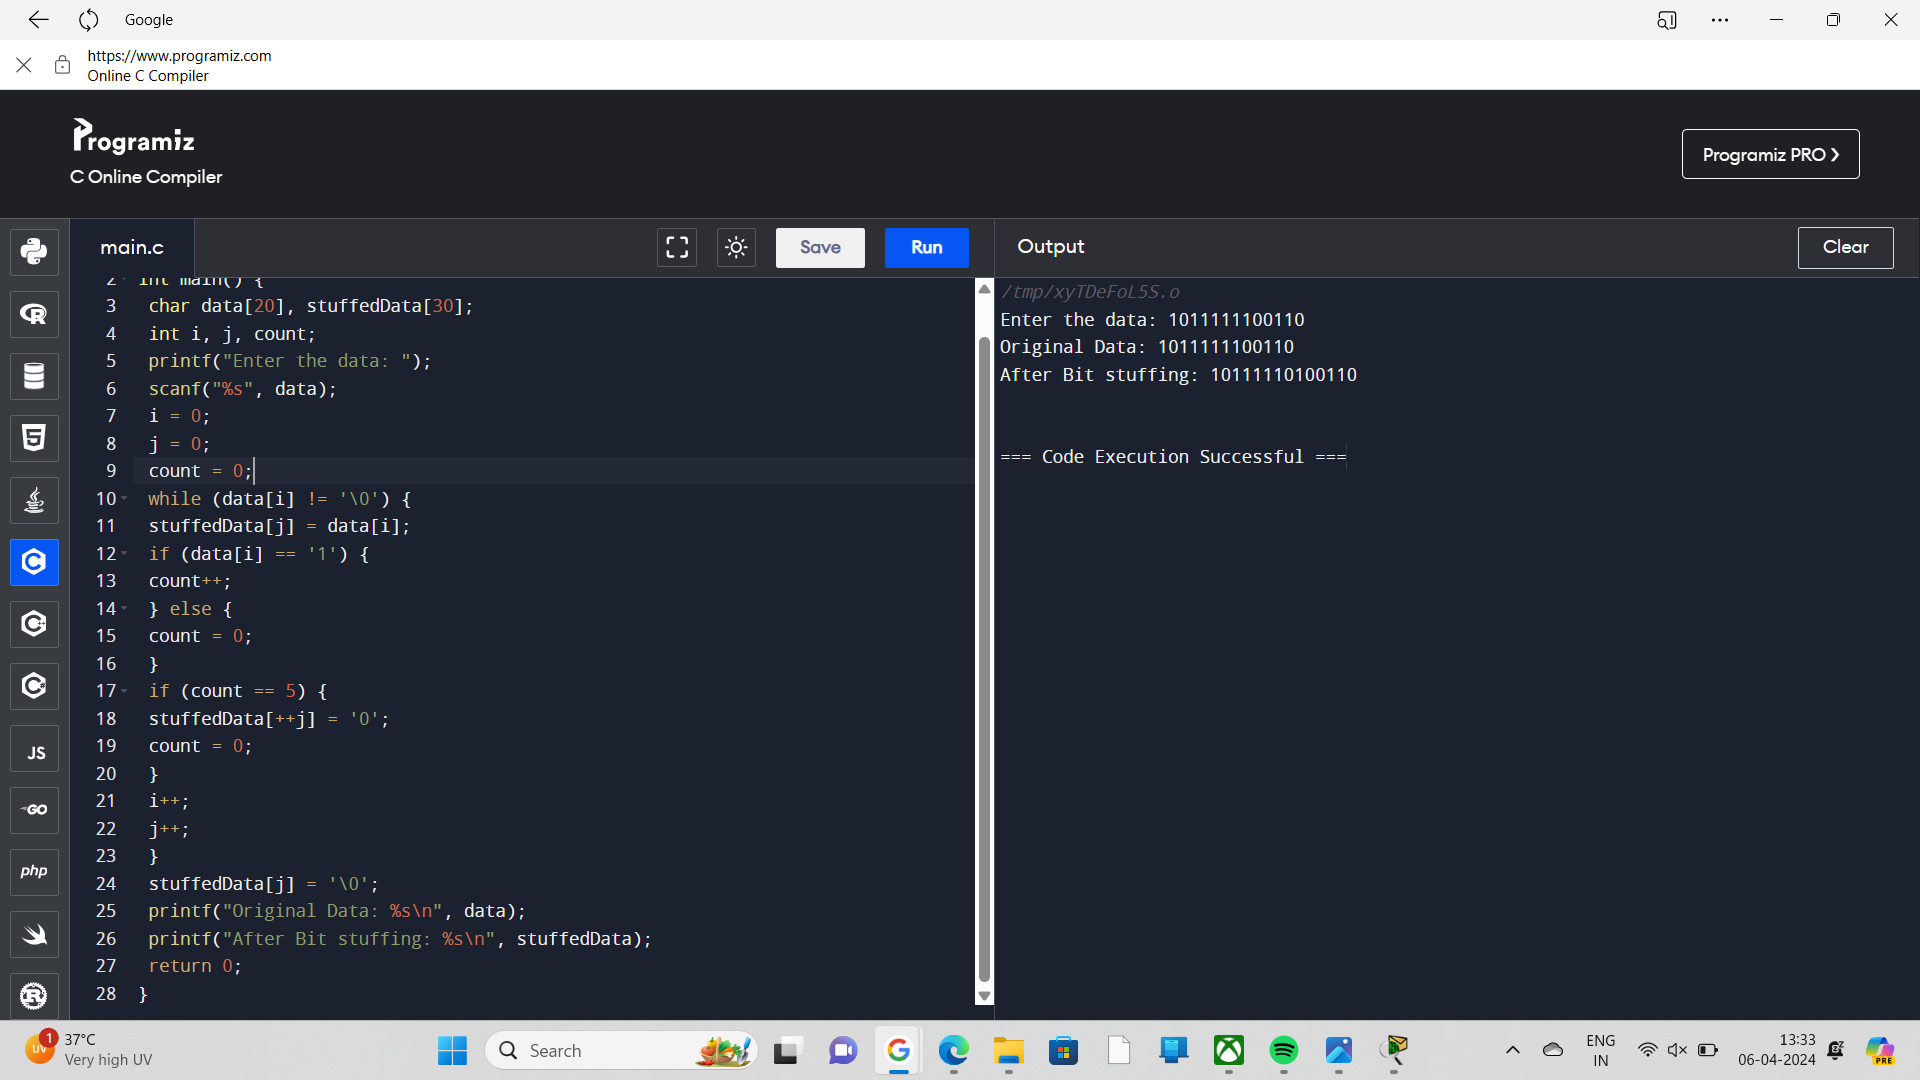 Google
https://www.programiz.com
Online C Compiler
Programiz
C Online Compiler
Programiz PRO ❯
main.c
Save
Run
Output
Clear
2 int main() {
3 char data[20], stuffedData[30];
4 int i, j, count;
5 printf("Enter the data: ");
6 scanf("%s", data);
7 i = 0;
8 j = 0;
9 count = 0;
10 while (data[i] != '\0') {
11 stuffedData[j] = data[i];
12 if (data[i] == '1') {
13 count++;
14 } else {
15 count = 0;
16 }
17 if (count == 5) {
18 stuffedData[++j] = '0';
19 count = 0;
20 }
21 i++;
22 j++;
23 }
24 stuffedData[j] = '\0';
25 printf("Original Data: %s\n", data);
26 printf("After Bit stuffing: %s\n", stuffedData);
27 return 0;
28 }
/tmp/xyTDeFoL5S.o
Enter the data: 1011111100110
Original Data: 1011111100110
After Bit stuffing: 10111110100110
=== Code Execution Successful ===
JS
GO
php
1
UV
37°C
Very high UV
Search
ENG
IN
13:33
06-04-2024
PRE